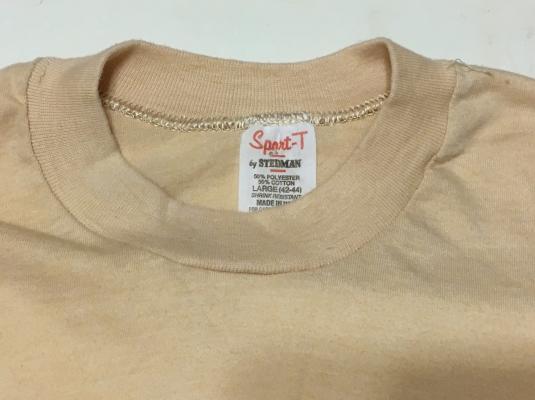 Sport-T
by STEDMAN
50% POLYESTER
50% COTTON
LARGE (42-44)
SHRINK RESISTANT
MADE IN